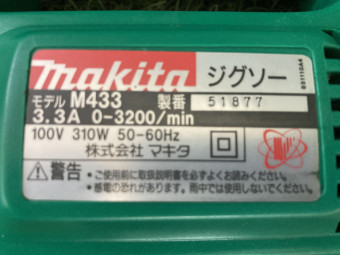 makita ジグソー
モデル M433 製番 51877
3.3A 0-3200/min
100V 310W 50-60Hz
株式会社 マキタ
警告
・ご使用前に取扱説明書を必ずよくお読みください。
・感電の恐れがあります。雨中では使用しないでください。